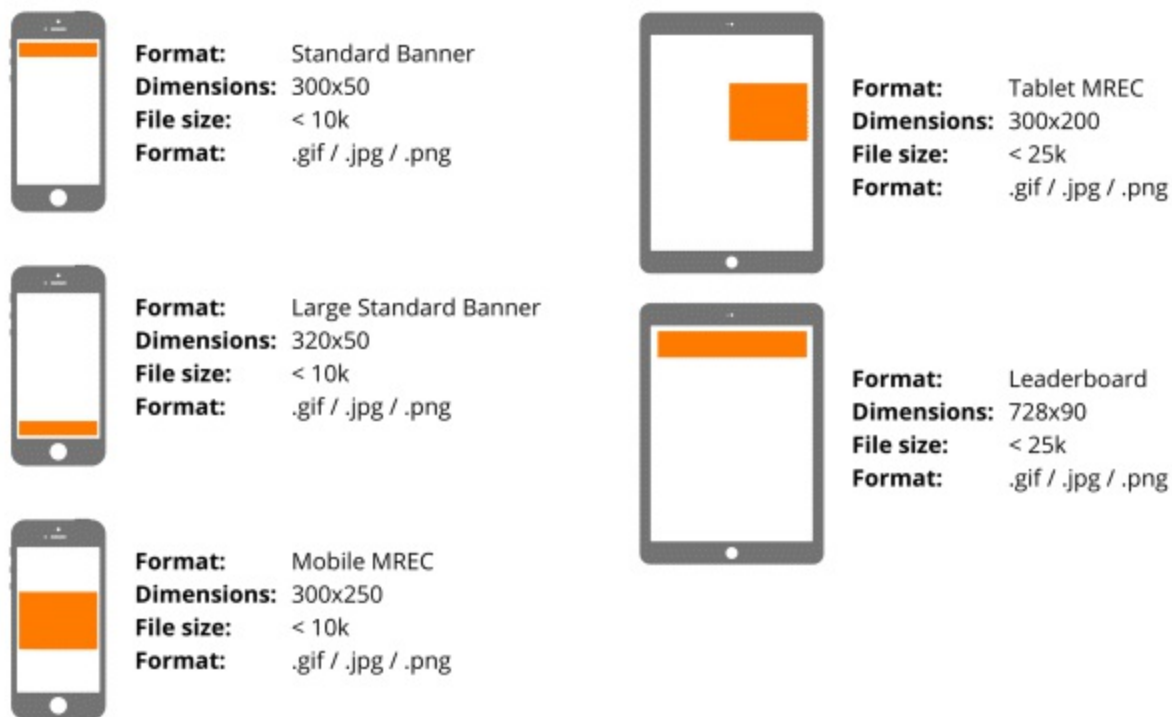 Format: Standard Banner
Dimensions: 300x50
File size: < 10k
Format: .gif / .jpg / .png
Format: Large Standard Banner
Dimensions: 320x50
File size: < 10k
Format: .gif / .jpg / .png
Format: Mobile MREC
Dimensions: 300x250
File size: < 10k
Format: .gif / .jpg / .png
Format: Tablet MREC
Dimensions: 300x200
File size: < 25k
Format: .gif / .jpg / .png
Format: Leaderboard
Dimensions: 728x90
File size: < 25k
Format: .gif / .jpg / .png